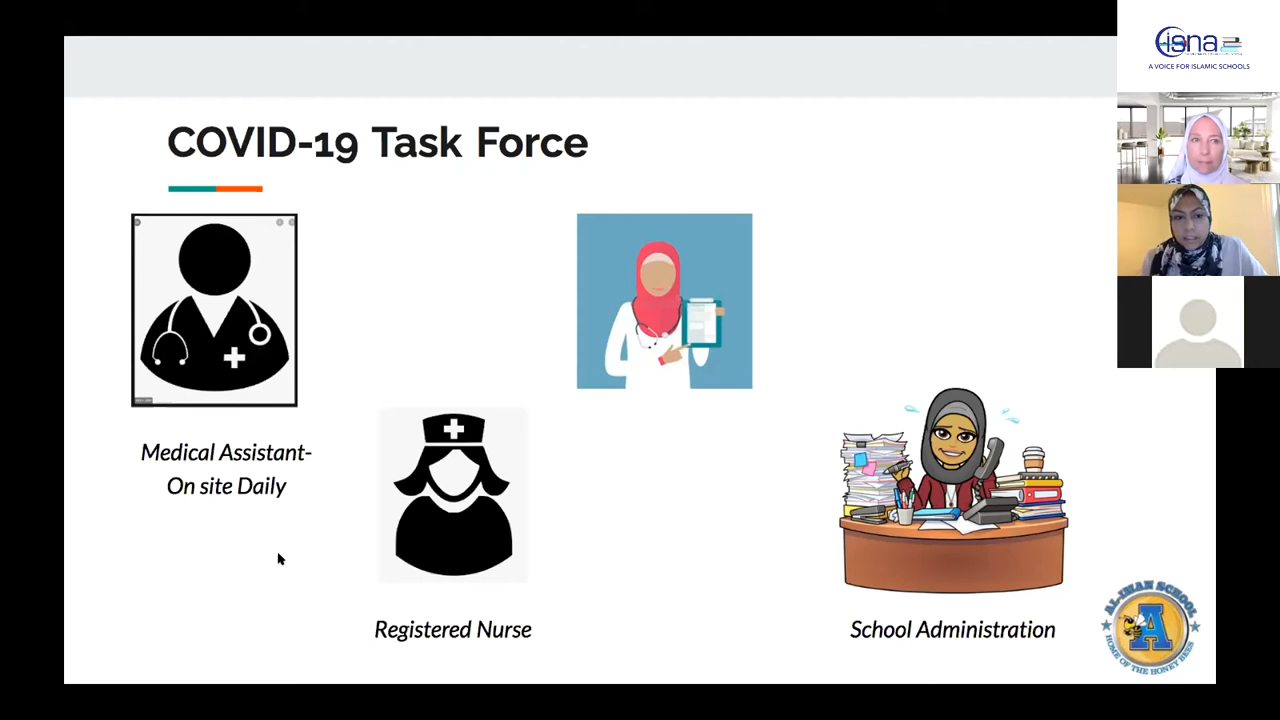 COVID-19 Task Force
Medical Assistant-
On site Daily
Registered Nurse
School Administration
AL-IMAN SCHOOL
A
HOME OF THE HONEY BEES
cisna
A VOICE FOR ISLAMIC SCHOOLS